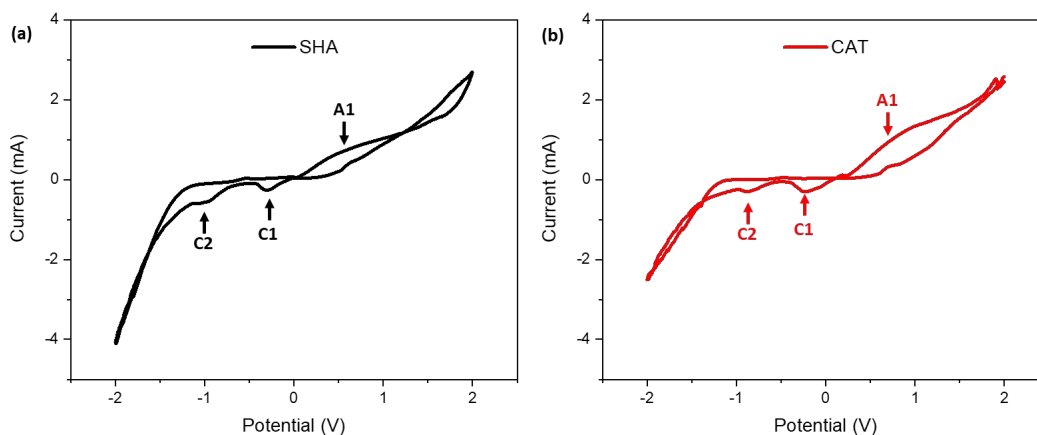 (a)
SHA
A1
C2
C1
Current (mA)
4
2
0
-2
-4
-2
-1
0
1
2
Potential (V)
(b)
CAT
A1
C2
C1
Current (mA)
4
2
0
-2
-4
-2
-1
0
1
2
Potential (V)